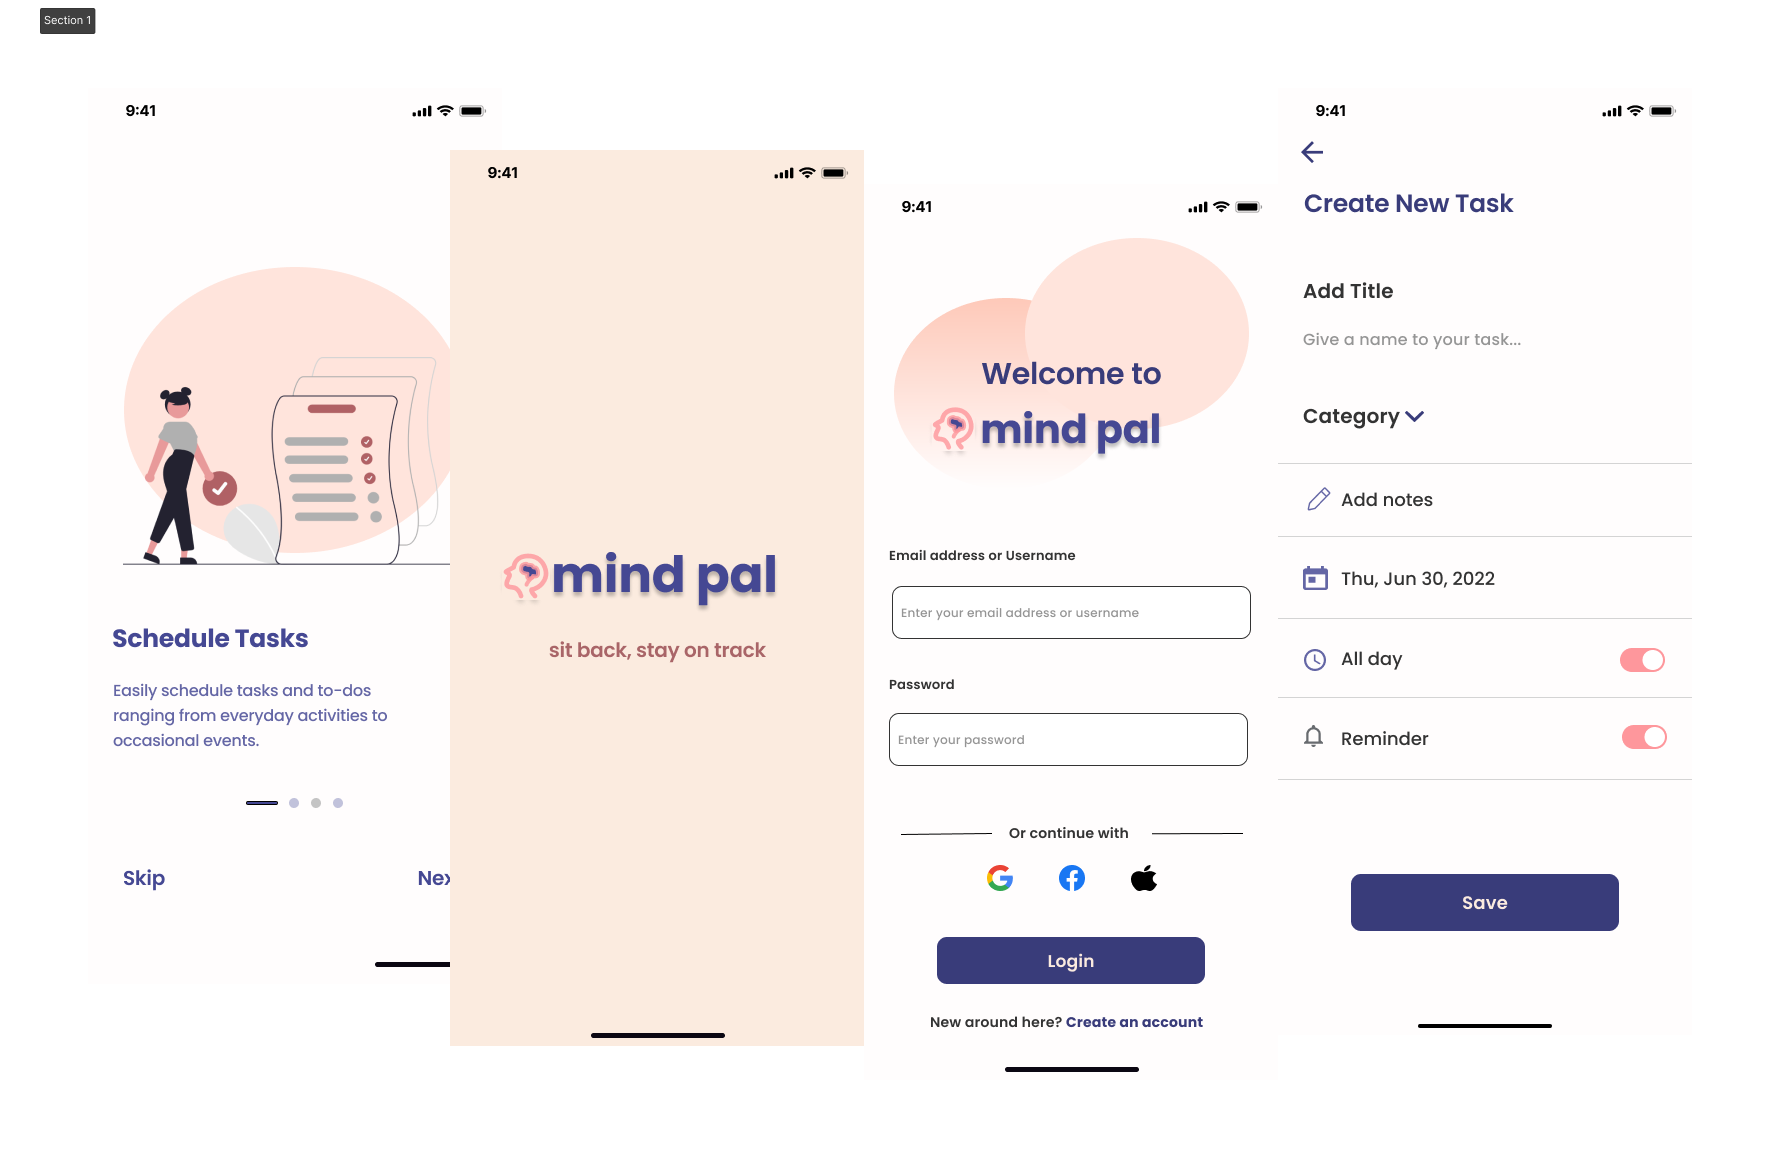 Section 1
9:41
Schedule Tasks
Easily schedule tasks and to-dos
ranging from everyday activities to
occasional events.
Skip
Nex
9:41
mind pal
sit back, stay on track
9:41
Welcome to
mind pal
Email address or Username
Enter your email address or username
Password
Enter your password
Or continue with
Login
New around here? Create an account
9:41
Create New Task
Add Title
Give a name to your task...
Category
Add notes
Thu, Jun 30, 2022
All day
Reminder
Save